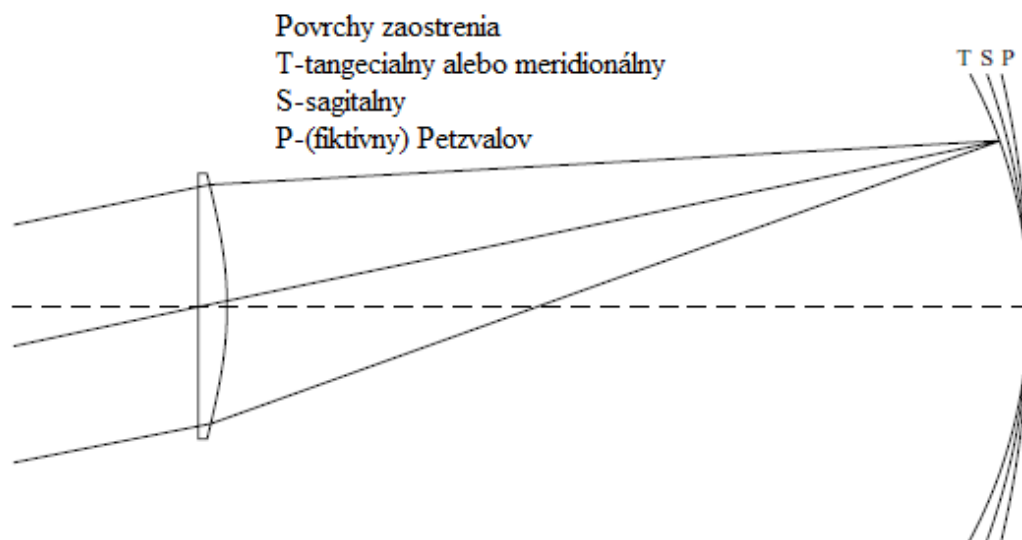 Povrchy zaostrenia
T-tangecialny alebo meridionálny
S-sagitalny
P-(fiktívny) Petzvalov
T S P